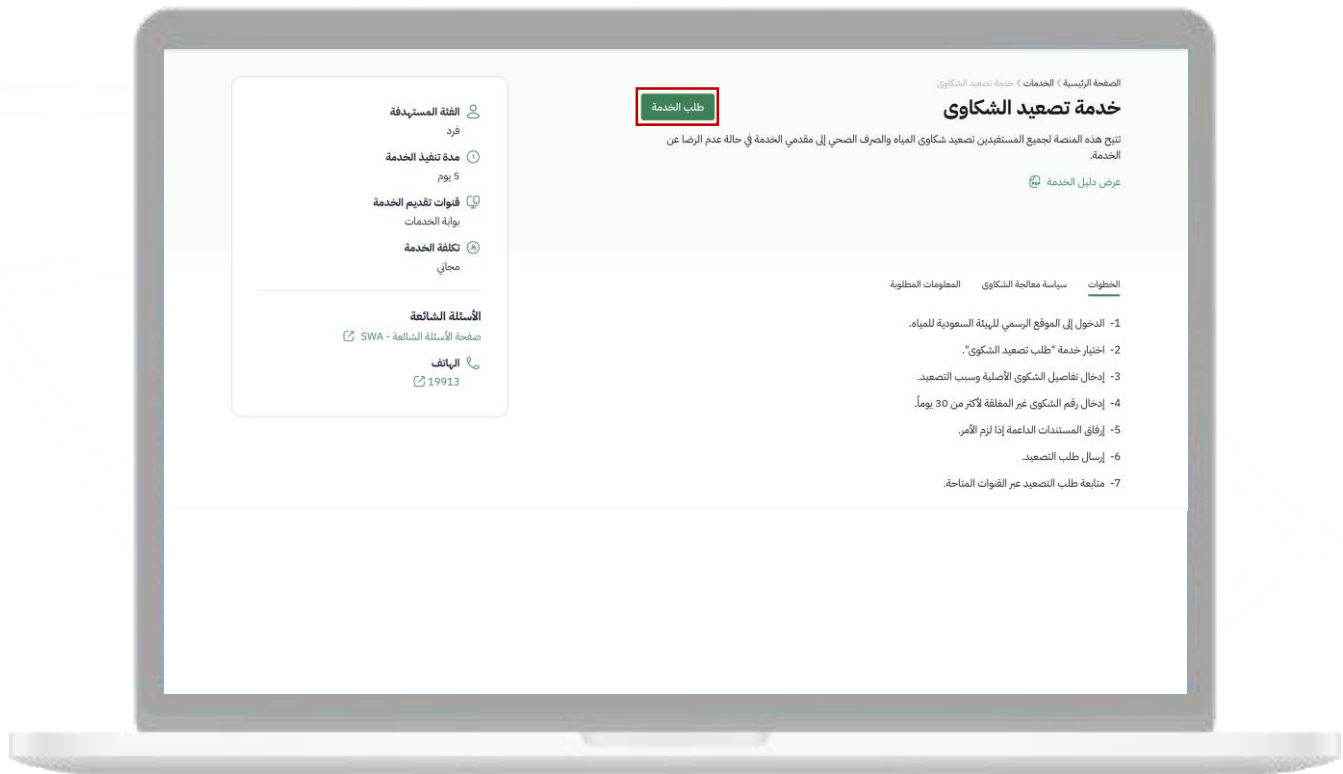 الصفحة الرئيسية > الخدمات > خدمة تصعيد الشكاوى
خدمة تصعيد الشكاوى
طلب الخدمة
تتيح هذه المنصة لجميع المستفيدين تصعيد شكاوى المياه والصرف الصحي إلى مقدمي الخدمة في حالة عدم الرضا عن
الخدمة.
عرض دليل الخدمة
الخطوات سياسة معالجة الشكاوى المعلومات المطلوبة
1- الدخول إلى الموقع الرسمي للهيئة السعودية للمياه.
2- اختيار خدمة "طلب تصعيد الشكوى".
3- إدخال تفاصيل الشكوى الأصلية وسبب التصعيد.
4- إدخال رقم الشكوى غير المغلقة لأكثر من 30 يوماً.
5- إرفاق المستندات الداعمة إذا لزم الأمر.
6- إرسال طلب التصعيد.
7- متابعة طلب التصعيد عبر القنوات المتاحة.
الفئة المستهدفة
فرد
مدة تنفيذ الخدمة
5 يوم
قنوات تقديم الخدمة
بوابة الخدمات
تكلفة الخدمة
مجاني
الأسئلة الشائعة
صفحة الأسئلة الشائعة - SWA
الهاتف
19913